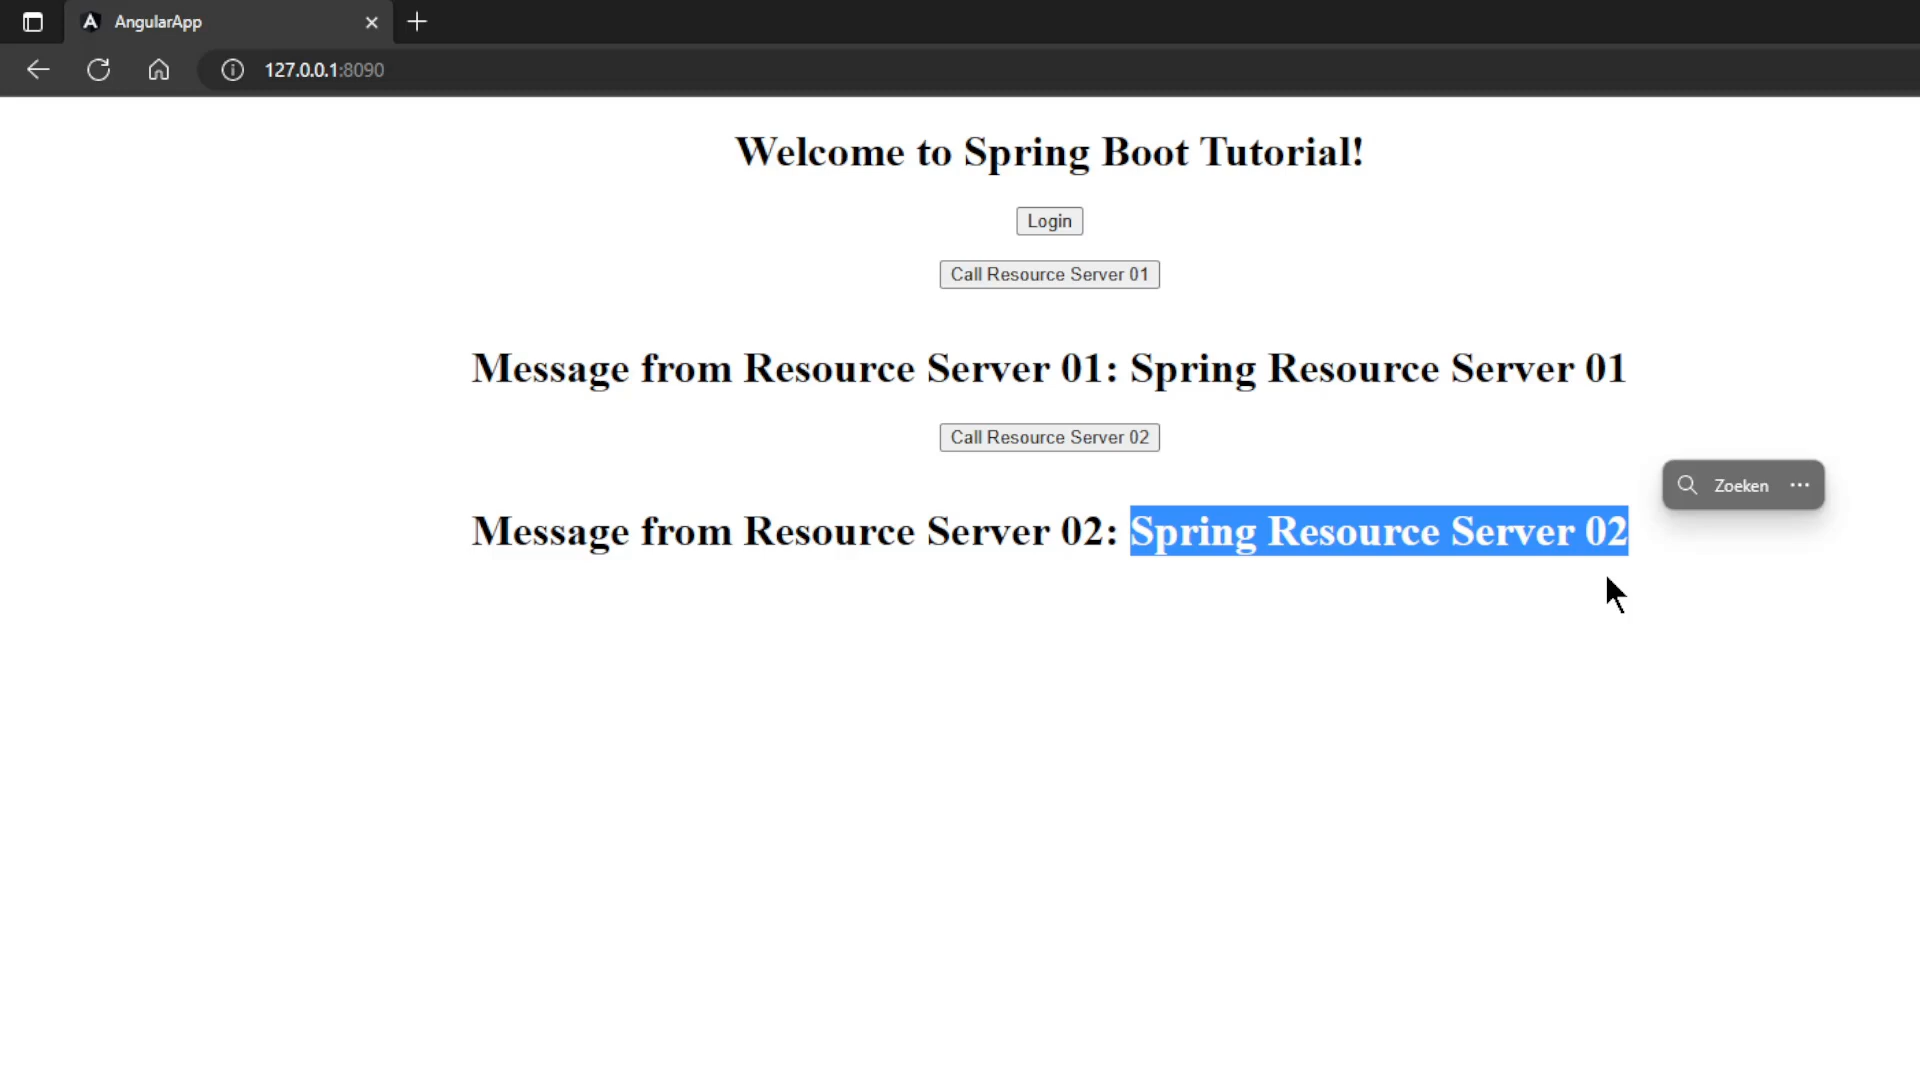 AngularApp
127.0.0.1:8090
Welcome to Spring Boot Tutorial!
Login
Call Resource Server 01
Message from Resource Server 01: Spring Resource Server 01
Call Resource Server 02
Zoeken
Message from Resource Server 02: Spring Resource Server 02